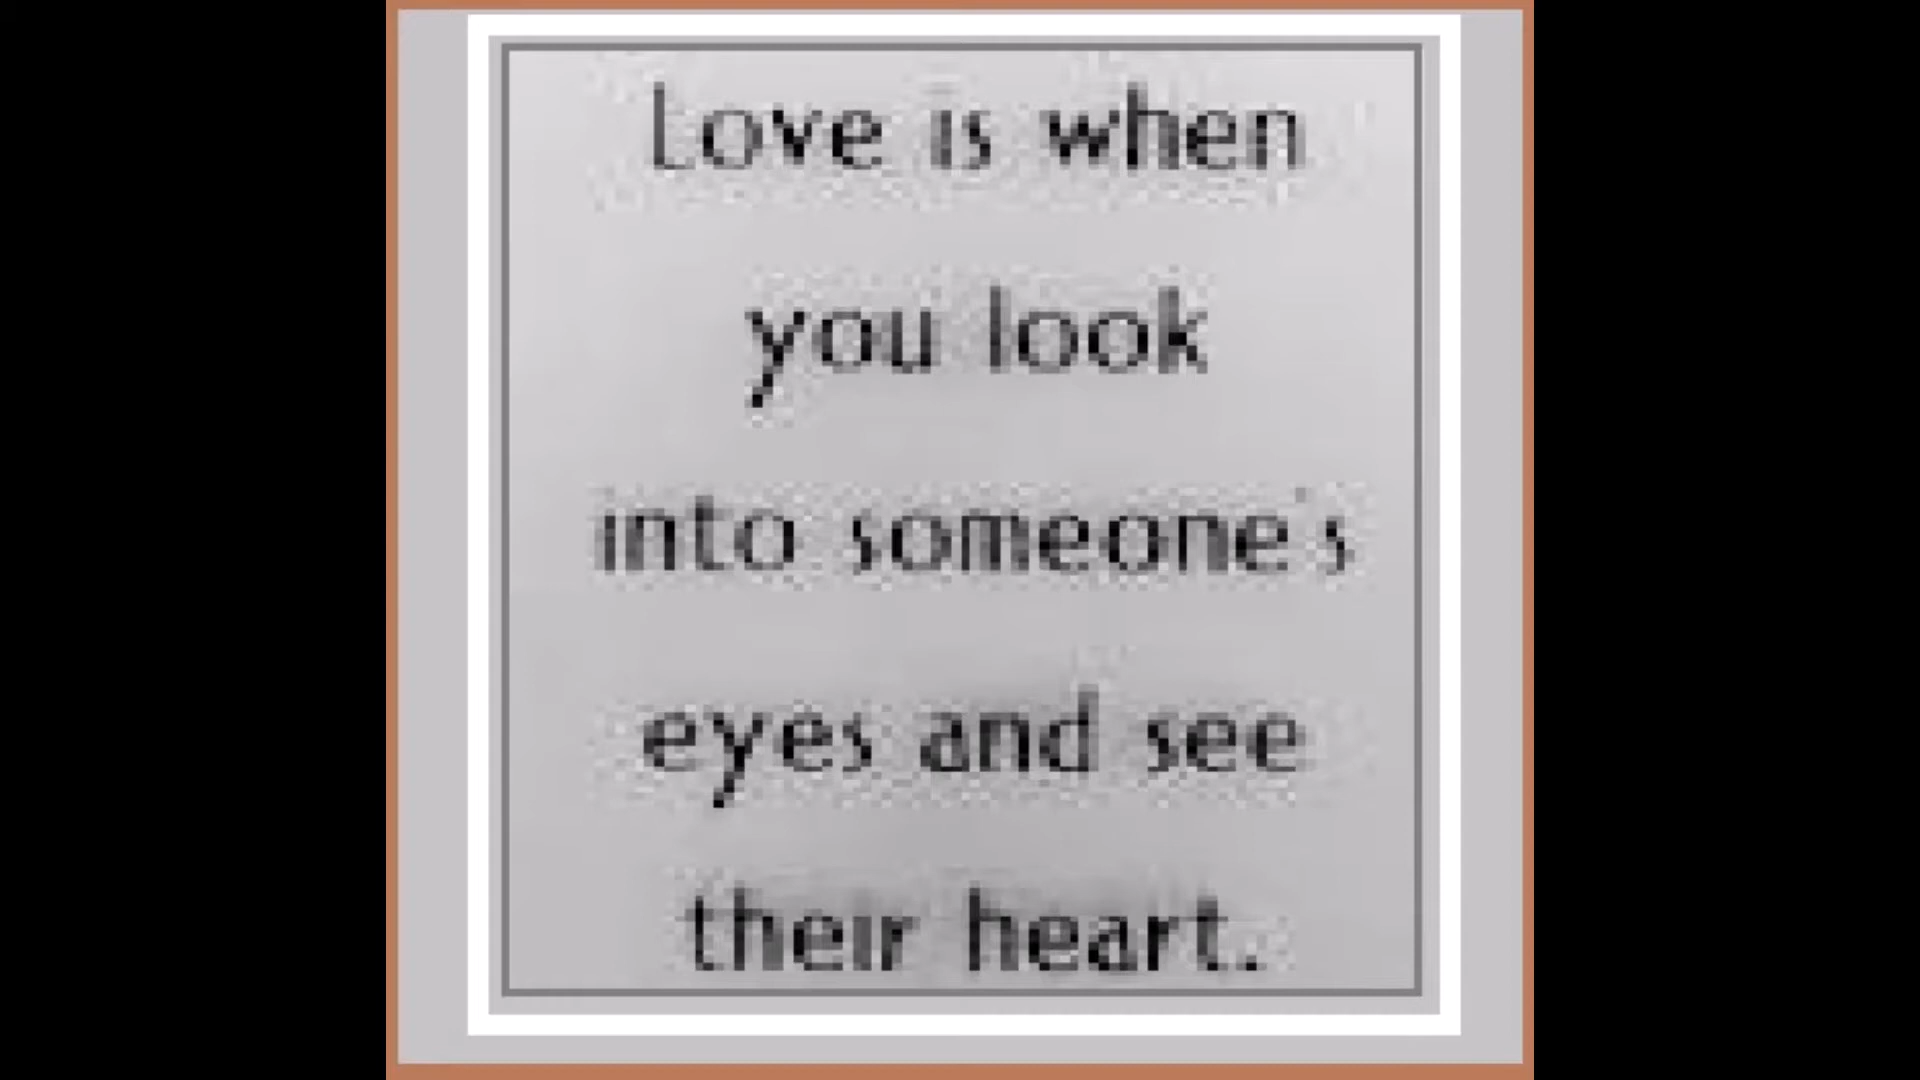 Love is when
you look
into someone's
eyes and see
their heart.